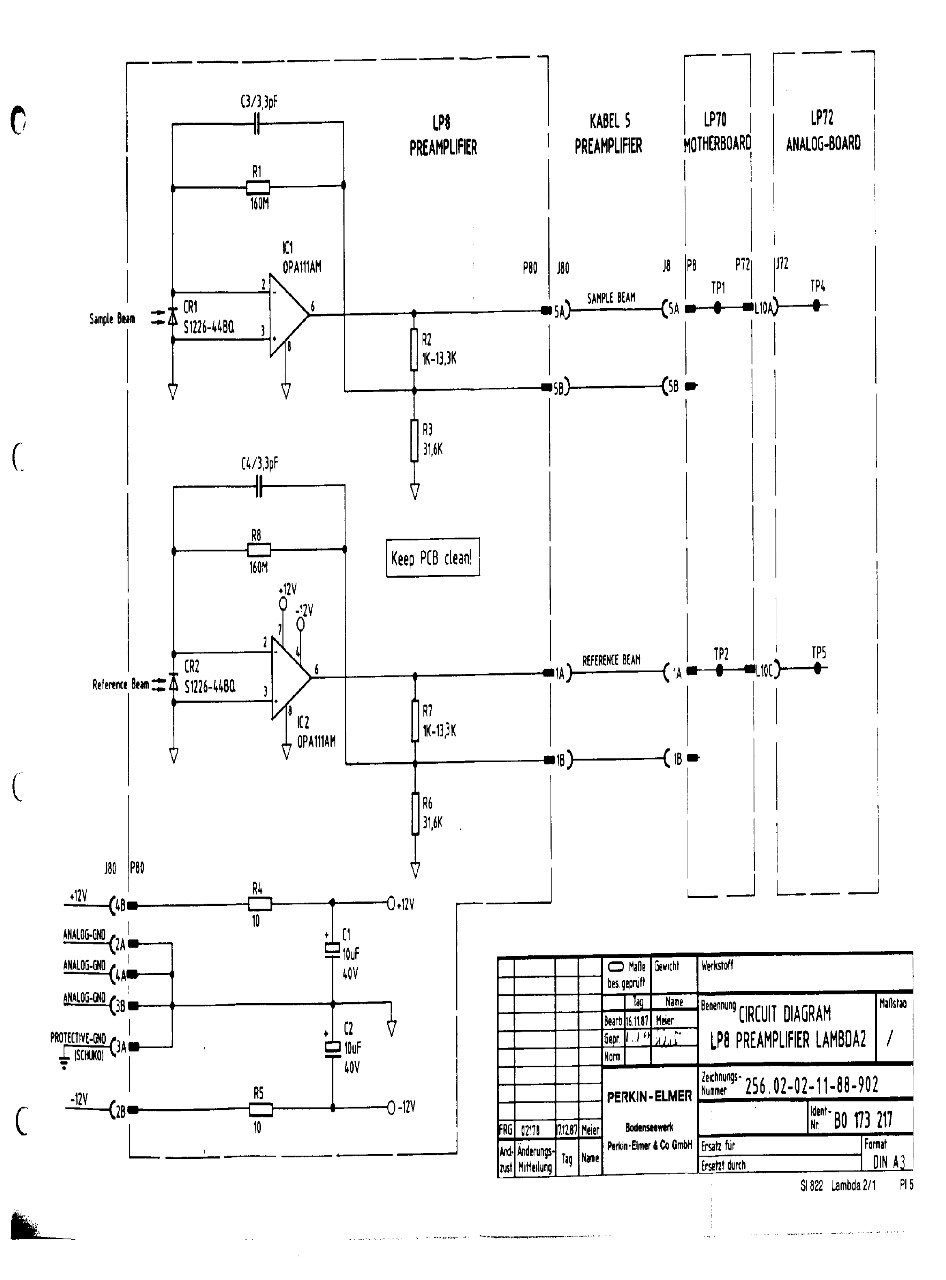 C3/3,3pF
LP8
PREAMPLIFIER
KABEL 5
PREAMPLIFIER
LP70
MOTHERBOARD
LP72
ANALOG-BOARD
R1
160M
IC1
OPA111AM
P80
J80
J8
P8
P72
J72
2
6
3
8
CR1
S1226-44BQ
Sample Beam
5A
SAMPLE BEAM
5A
TP1
L10A
TP4
R2
1K-13,3K
5B
5B
R3
31,6K
C4/3,3pF
R8
160M
Keep PCB clean!
+12V
-12V
7
4
2
6
3
8
CR2
S1226-44BQ
Reference Beam
IC2
OPA111AM
1A
REFERENCE BEAM
1A
TP2
L10C
TP5
R7
1K-13,3K
1B
1B
R6
31,6K
J80
P80
+12V
4B
R4
10
+12V
ANALOG-GND
2A
+
C1
10uF
40V
ANALOG-GND
4A
ANALOG-GND
3B
PROTECTIVE-GND
(SCHUKO)
3A
+
C2
10uF
40V
-12V
2B
R5
10
-12V
Maße
bes. geprüft
Gewicht
Werkstoff
Tag
Name
Bearb
16.11.87
Meier
Gepr.
Norm
Benennung
CIRCUIT DIAGRAM
LP8 PREAMPLIFIER LAMBDA2
Maßstab
/
PERKIN-ELMER
Bodenseewerk
Perkin-Elmer & Co GmbH
Zeichnungs-
Nummer
256.02-02-11-88-902
Ident-
Nr.
B0 173 217
FRG
02178
17.12.87
Meier
Änd-
zust
Änderungs-
Mitteilung
Tag
Name
Ersatz für
Ersetzt durch
Format
DIN A3
SI 822 Lambda 2/1 PI 5